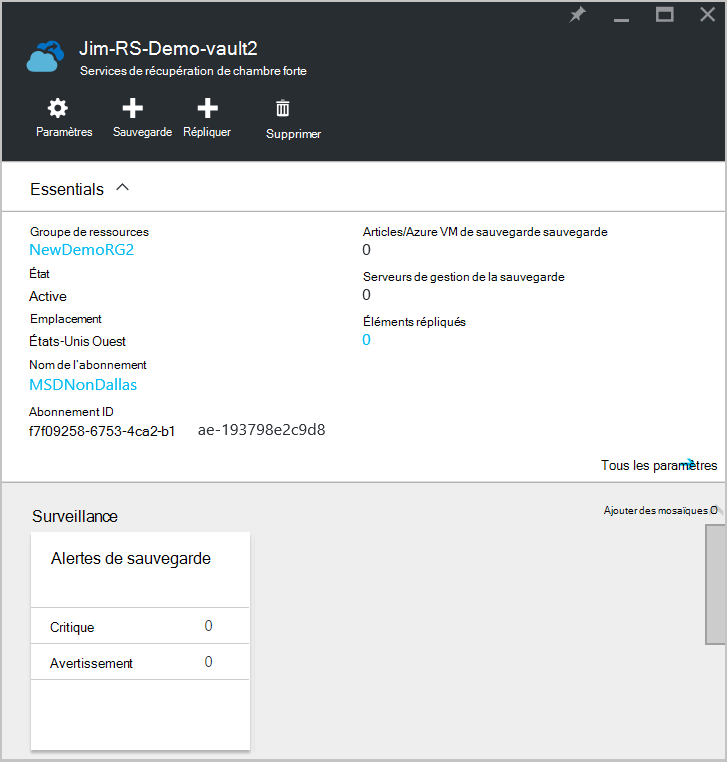 Jim-RS-Demo-vault2
Services de récupération de chambre forte
Paramètres
Sauvegarde
Répliquer
Supprimer
Essentials
Groupe de ressources
NewDemoRG2
État
Active
Emplacement
États-Unis Ouest
Nom de l'abonnement
MSDNonDallas
Abonnement ID
f7f09258-6753-4ca2-b1 ae-193798e2c9d8
Articles/Azure VM de sauvegarde sauvegarde
0
Serveurs de gestion de la sauvegarde
0
Éléments répliqués
0
Tous les paramètres
Surveillance
Ajouter des mosaïques O
Alertes de sauvegarde
Critique 0
Avertissement 0